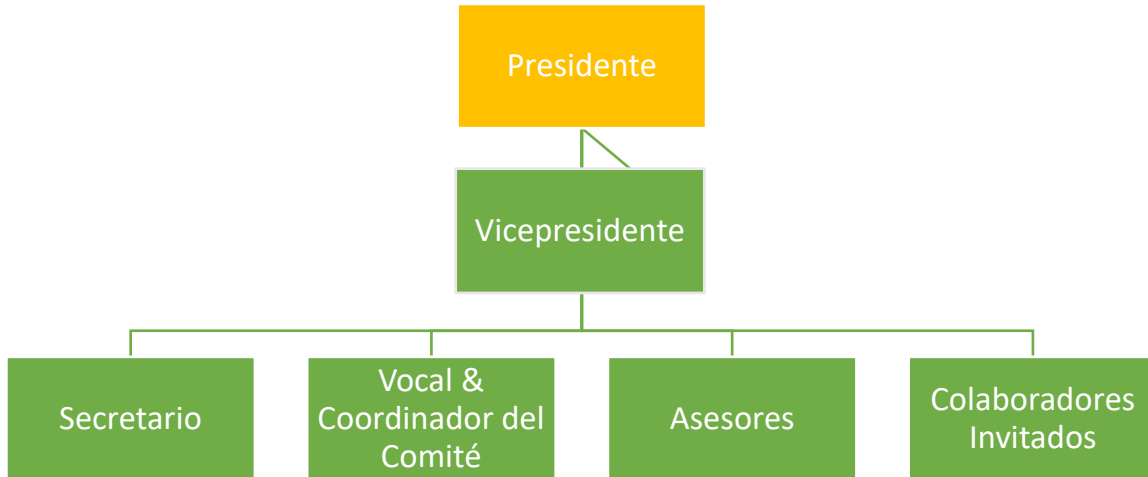 Presidente
Vicepresidente
Secretario
Vocal &
Coordinador del
Comité
Asesores
Colaboradores
Invitados